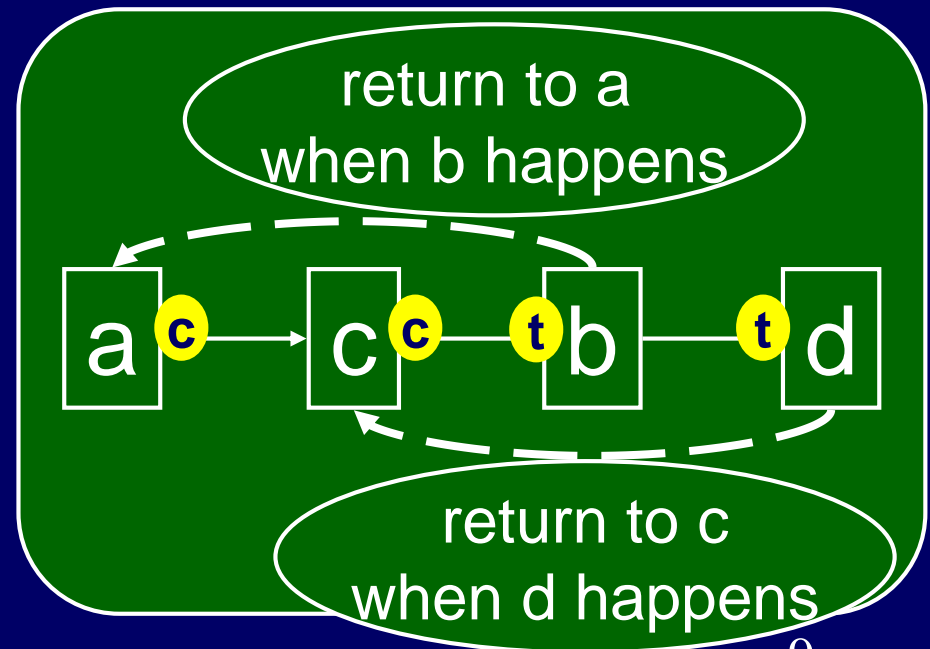 return to a
when b happens
a c c c t b t d
return to c
when d happens